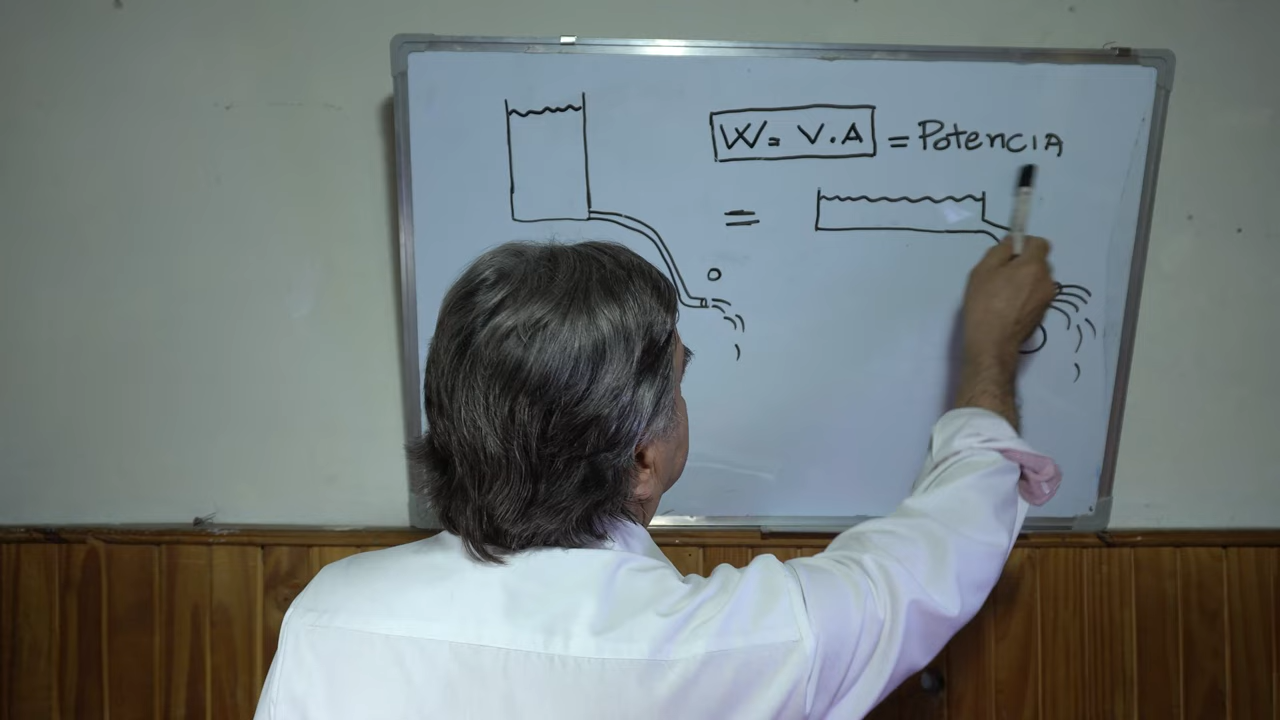 W = V.A = PotenciA
=